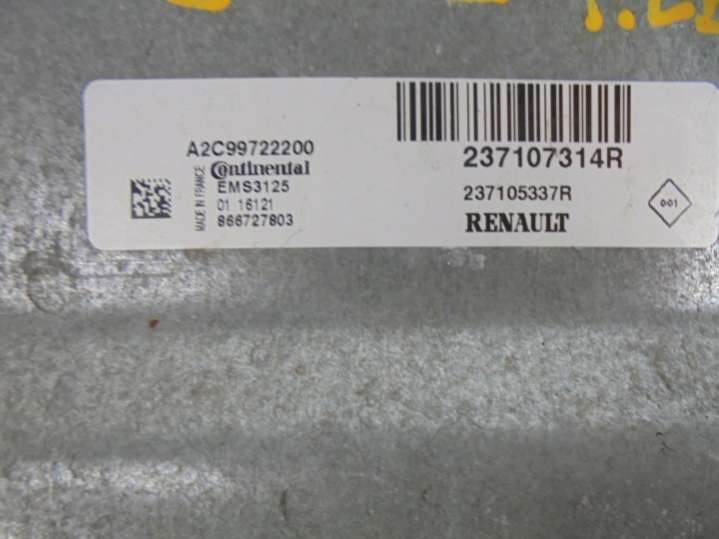 A2C99722200
Continental
EMS3125
01 16121
866727803
MADE IN FRANCE
237107314R
237105337R
RENAULT
001